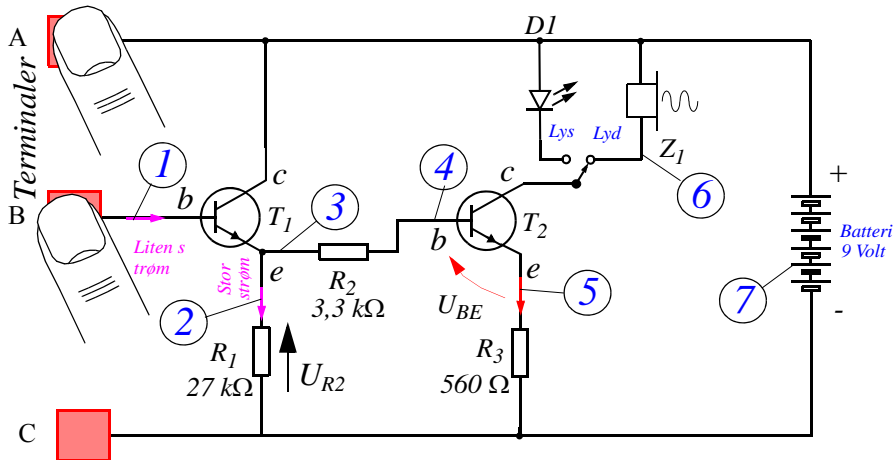 A
D1
Terminaler
Lys
Lyd
Z1
1
c
4
c
6
+
B
b
T1
3
b
T2
Batteri
9 Volt
Liten s
trøm
Stor
strøm
e
R2
3,3 kΩ
e
UBE
5
7
-
2
R1
27 kΩ
UR2
R3
560 Ω
C